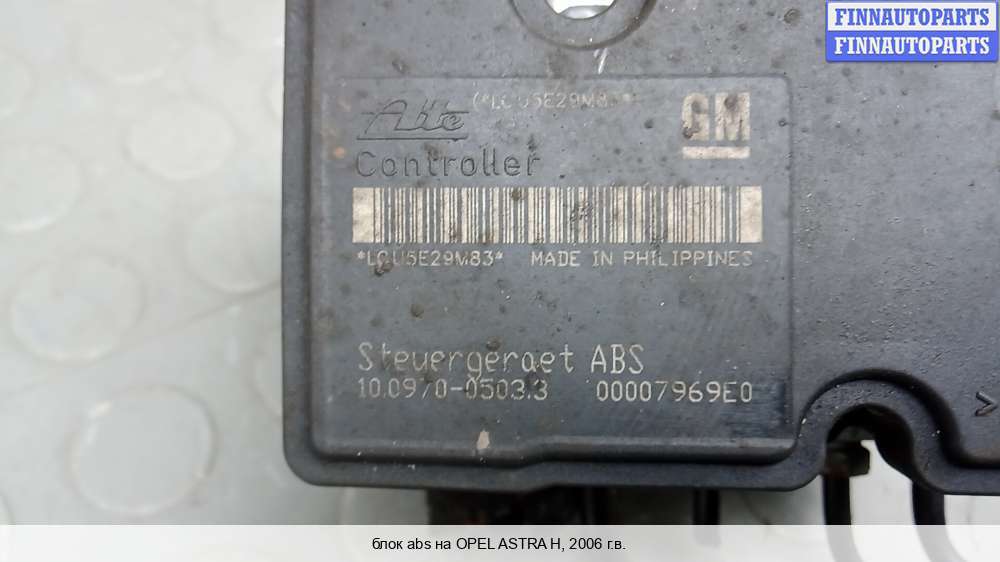 FINNAUTOPARTS
FINNAUTOPARTS
Ate
GM
Controller
*LQU5E29M83* MADE IN PHILIPPINES
Steuergeraet ABS
10.0970-0503.3 00007969E0
блок abs на OPEL ASTRA H, 2006 г.в.